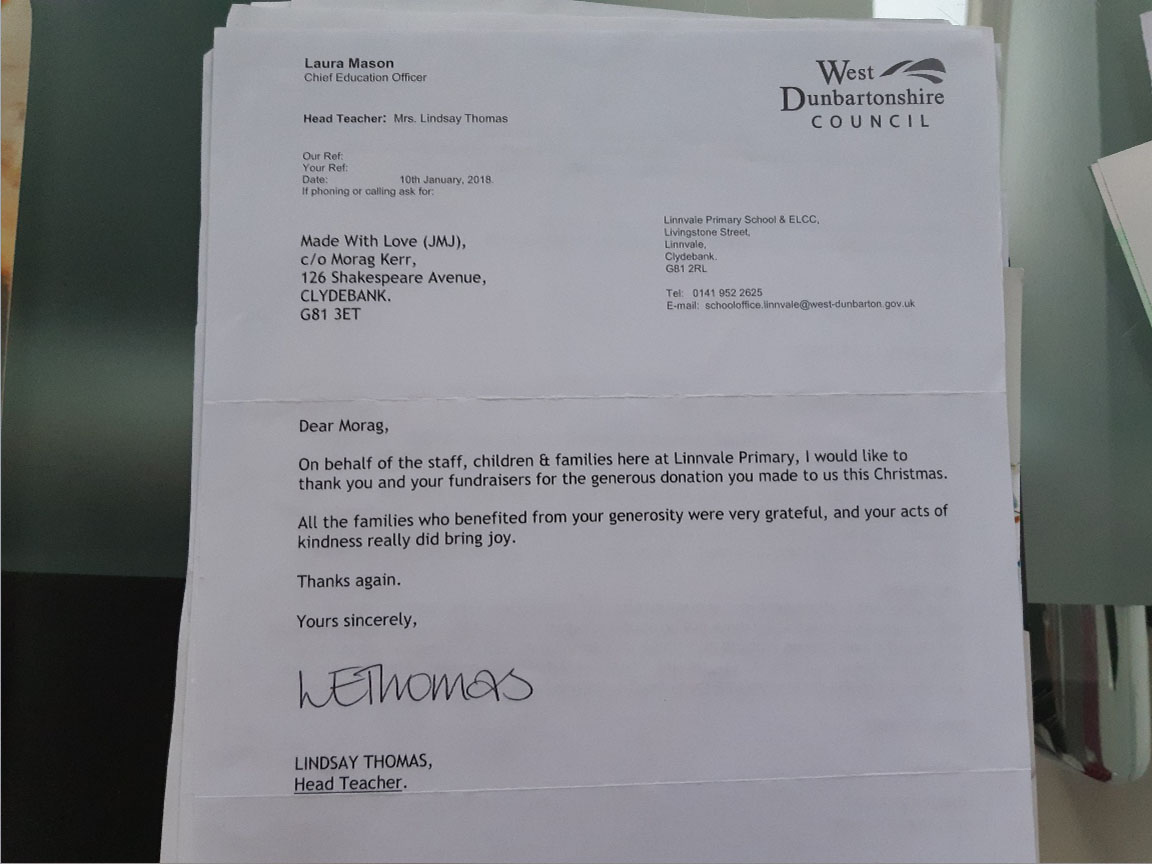 Laura Mason
Chief Education Officer
West
Dunbartonshire
COUNCIL
Head Teacher: Mrs. Lindsay Thomas
Our Ref:
Your Ref:
Date: 10th January, 2018.
If phoning or calling ask for:
Made With Love (JMJ),
c/o Morag Kerr,
126 Shakespeare Avenue,
CLYDEBANK.
G81 3ET
Linnvale Primary School & ELCC,
Livingstone Street,
Linnvale,
Clydebank.
G81 2RL
Tel: 0141 952 2625
E-mail: schooloffice.linnvale@west-dunbarton.gov.uk
Dear Morag,
On behalf of the staff, children & families here at Linnvale Primary, I would like to
thank you and your fundraisers for the generous donation you made to us this Christmas.
All the families who benefited from your generosity were very grateful, and your acts of
kindness really did bring joy.
Thanks again.
Yours sincerely,
LEThomas
LINDSAY THOMAS,
Head Teacher.